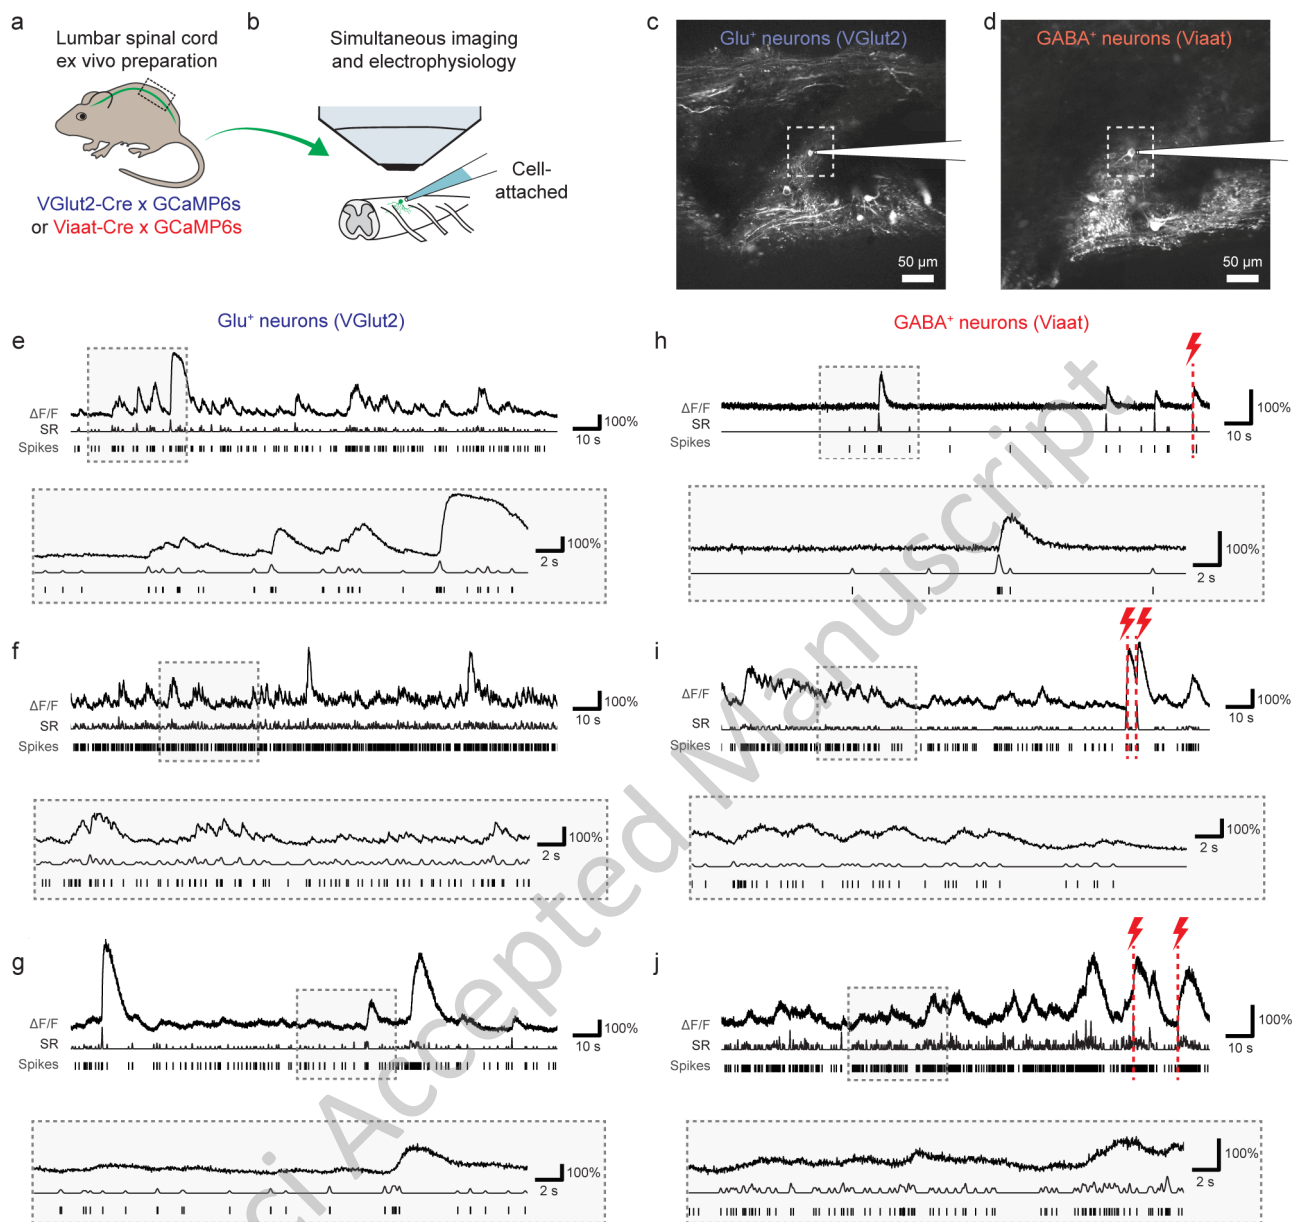 a
b
c
d
Lumbar spinal cord
ex vivo preparation
Simultaneous imaging
and electrophysiology
Cell-
attached
VGlut2-Cre x GCaMP6s
or Viaat-Cre x GCaMP6s
Glu⁺ neurons (VGlut2)
50 µm
GABA⁺ neurons (Viaat)
50 µm
Glu⁺ neurons (VGlut2)
GABA⁺ neurons (Viaat)
e
ΔF/F
SR
Spikes
100%
10 s
100%
2 s
h
ΔF/F
SR
Spikes
100%
10 s
100%
2 s
f
ΔF/F
SR
Spikes
100%
10 s
100%
2 s
i
ΔF/F
SR
Spikes
100%
10 s
100%
2 s
g
ΔF/F
SR
Spikes
100%
10 s
100%
2 s
j
ΔF/F
SR
Spikes
100%
10 s
100%
2 s
ci Accepted Manuscript